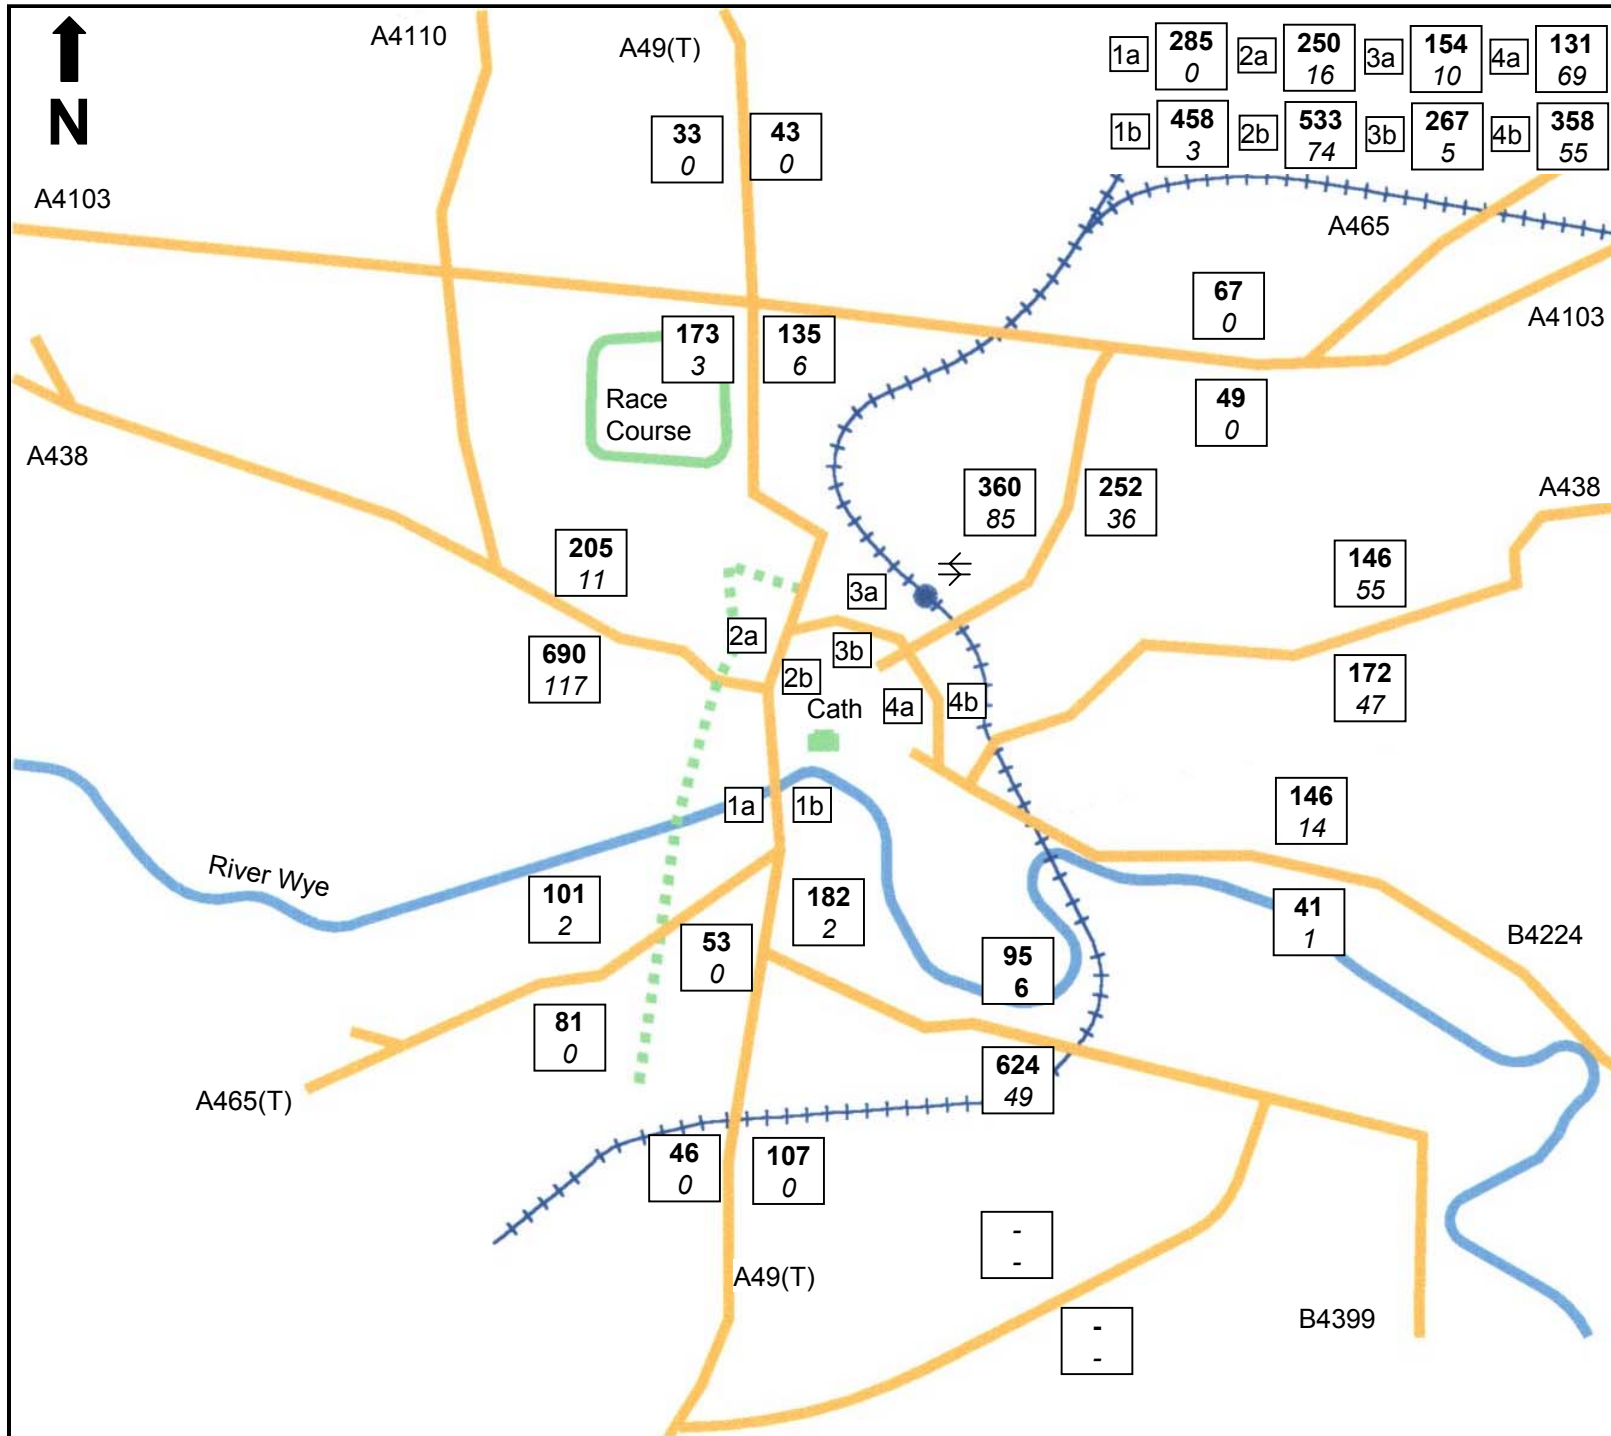 A4110
A49(T)
1a
285
0
2a
250
16
3a
154
10
4a
131
69
N
1b
458
3
2b
533
74
3b
267
5
4b
358
55
33
0
43
0
A4103
A465
67
0
A4103
173
3
135
6
Race
Course
49
0
A438
360
85
252
36
A438
205
11
146
55
3a
2a
3b
690
117
2b
172
47
4a
4b
Cath
1a
1b
146
14
River Wye
101
2
182
2
41
1
B4224
53
0
95
6
81
0
624
49
A465(T)
46
0
107
0
-
-
A49(T)
-
-
B4399